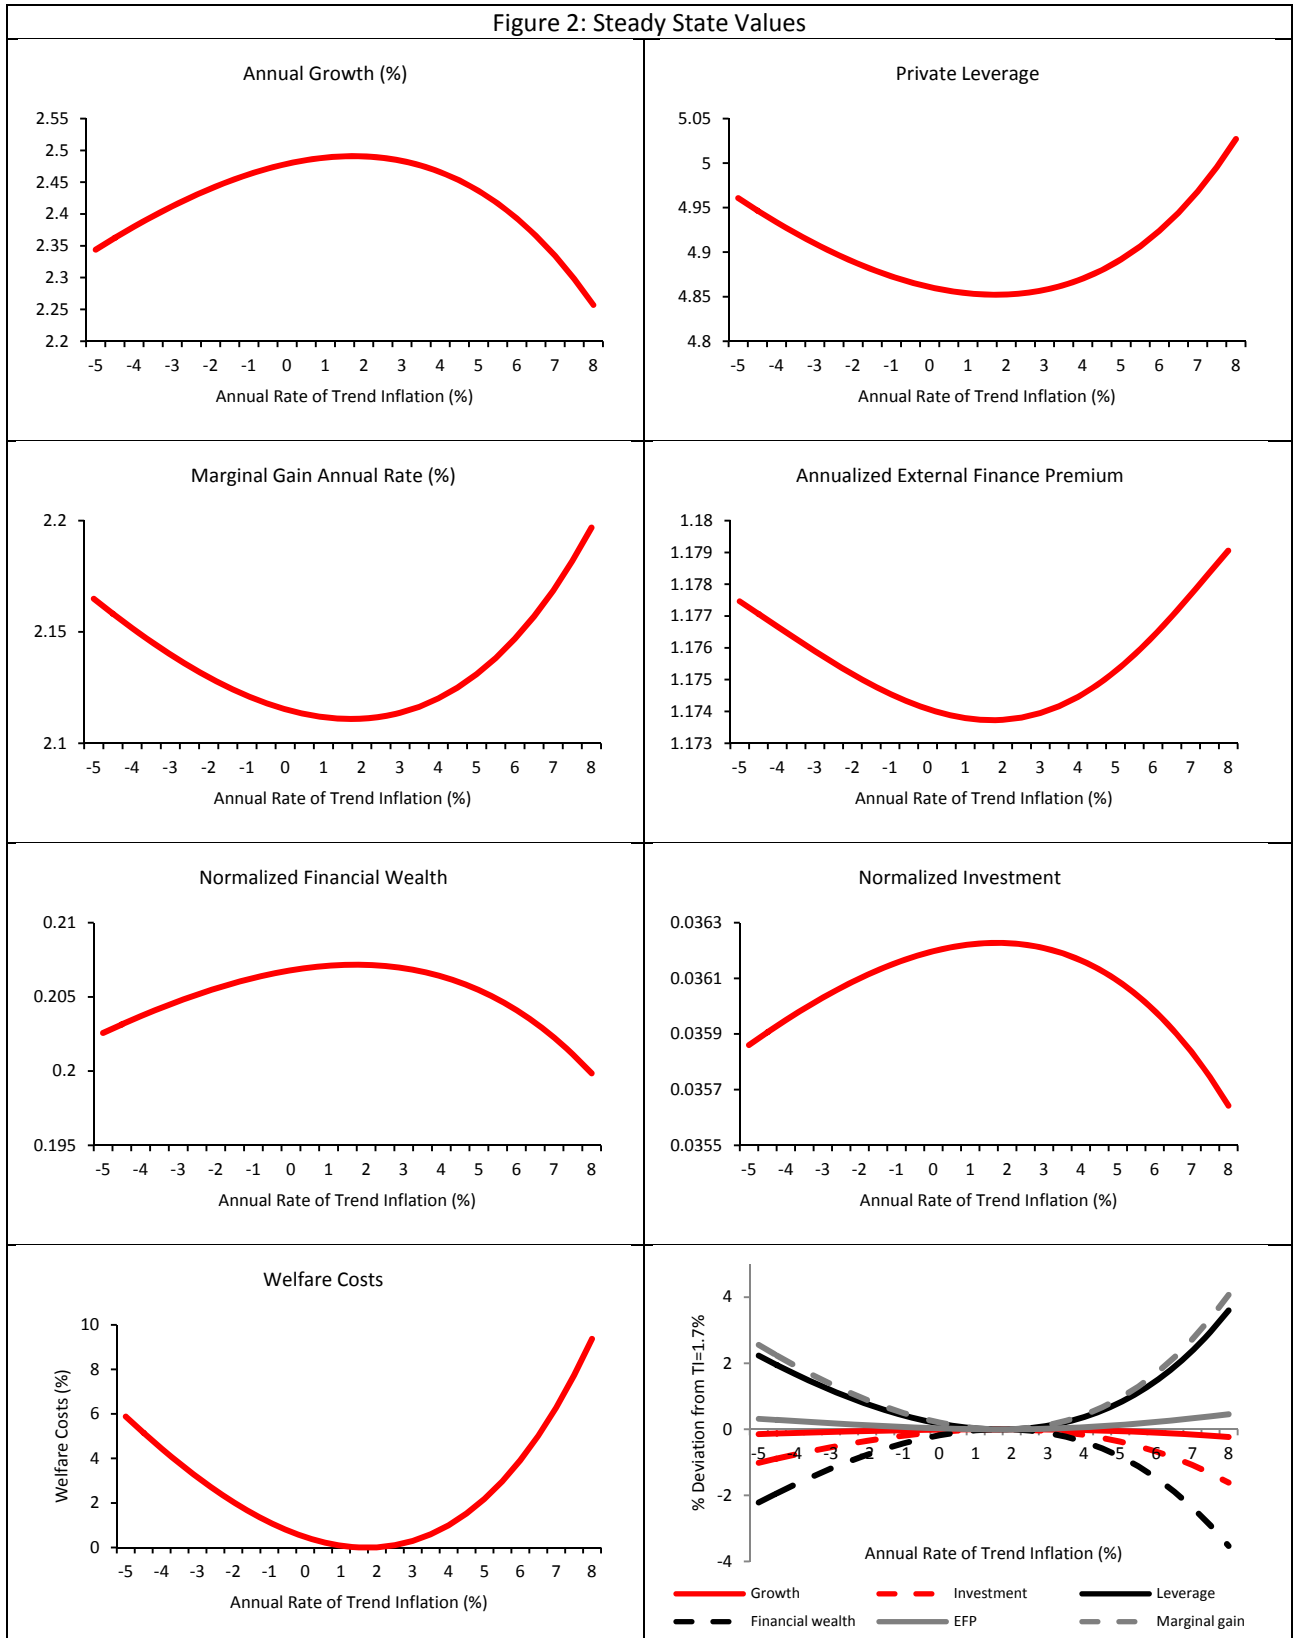 Figure 2: Steady State Values
Annual Growth (%)
2.55
2.5
2.45
2.4
2.35
2.3
2.25
2.2
-5 -4 -3 -2 -1 0 1 2 3 4 5 6 7 8
Annual Rate of Trend Inflation (%)
Private Leverage
5.05
5
4.95
4.9
4.85
4.8
-5 -4 -3 -2 -1 0 1 2 3 4 5 6 7 8
Annual Rate of Trend Inflation (%)
Marginal Gain Annual Rate (%)
2.2
2.15
2.1
-5 -4 -3 -2 -1 0 1 2 3 4 5 6 7 8
Annual Rate of Trend Inflation (%)
Annualized External Finance Premium
1.18
1.179
1.178
1.177
1.176
1.175
1.174
1.173
-5 -4 -3 -2 -1 0 1 2 3 4 5 6 7 8
Annual Rate of Trend Inflation (%)
Normalized Financial Wealth
0.21
0.205
0.2
0.195
-5 -4 -3 -2 -1 0 1 2 3 4 5 6 7 8
Annual Rate of Trend Inflation (%)
Normalized Investment
0.0363
0.0361
0.0359
0.0357
0.0355
-5 -4 -3 -2 -1 0 1 2 3 4 5 6 7 8
Annual Rate of Trend Inflation (%)
Welfare Costs
Welfare Costs (%)
10
8
6
4
2
0
-5 -4 -3 -2 -1 0 1 2 3 4 5 6 7 8
Annual Rate of Trend Inflation (%)
% Deviation from TI=1.7%
4
2
0
-2
-4
-5 -4 -3 -2 -1 0 1 2 3 4 5 6 7 8
Annual Rate of Trend Inflation (%)
Growth Investment Leverage
Financial wealth EFP Marginal gain